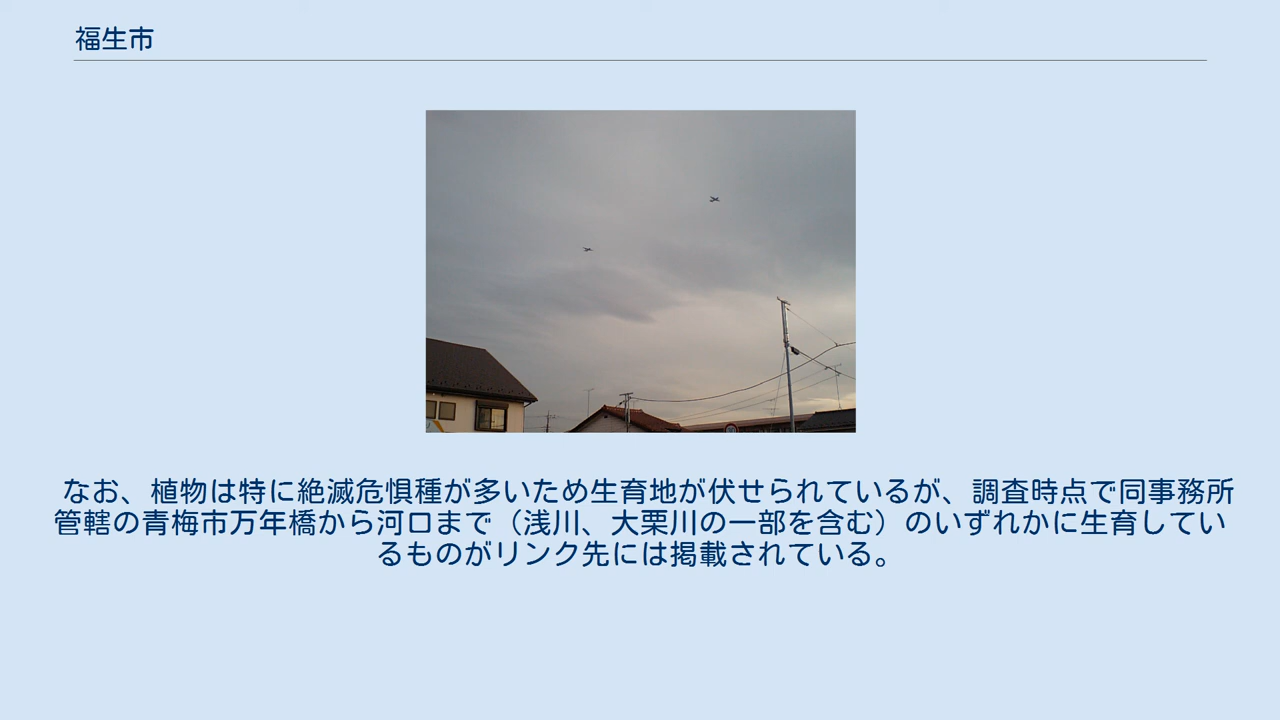 福生市
なお、植物は特に絶滅危惧種が多いため生育地が伏せられているが、調査時点で同事務所
管轄の青梅市万年橋から河口まで（浅川、大栗川の一部を含む）のいずれかに生育してい
るものがリンク先には掲載されている。